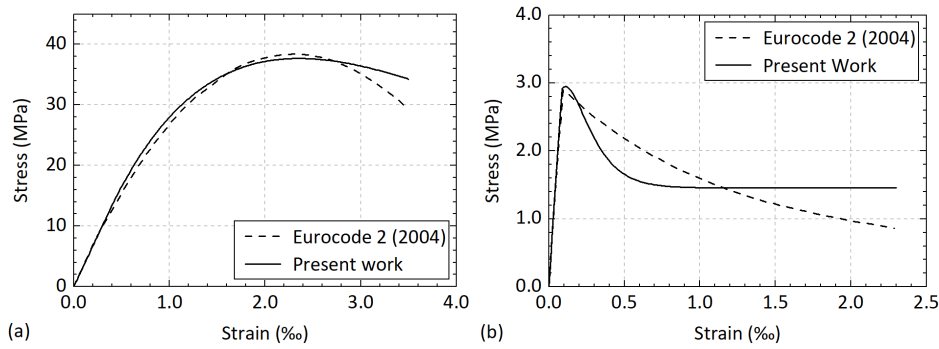 Stress (MPa)
40
30
20
10
0
0.0 1.0 2.0 3.0 4.0
Strain (‰)
Eurocode 2 (2004)
Present work
(a)
Stress (MPa)
4.0
3.0
2.0
1.0
0.0
0.0 0.5 1.0 1.5 2.0
Strain (‰)
Eurocode 2 (2004)
Present Work
(b)